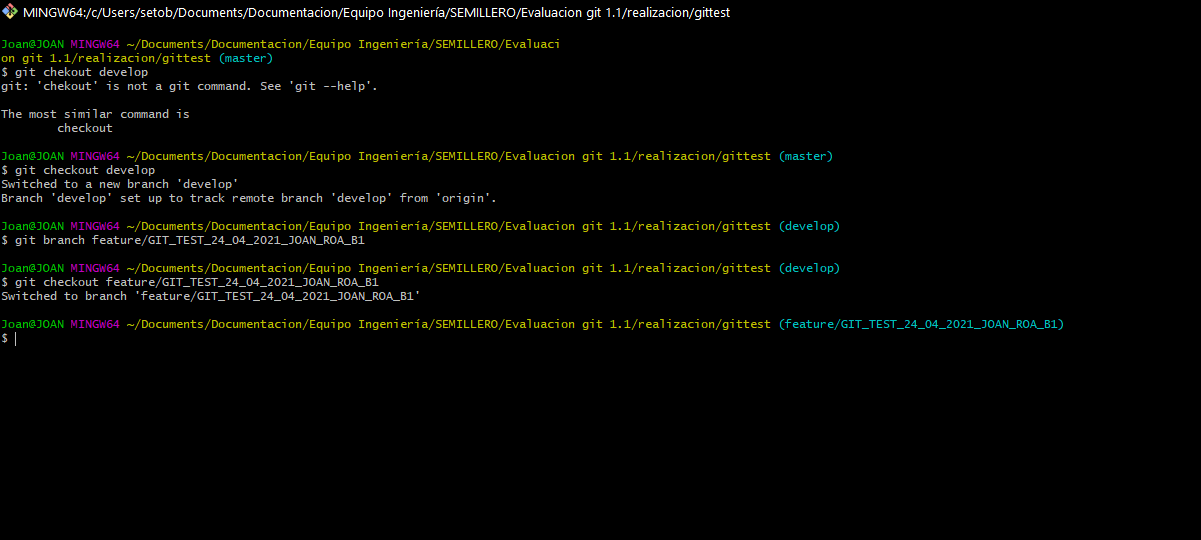 MINGW64:/c/Users/setob/Documents/Documentacion/Equipo Ingeniería/SEMILLERO/Evaluacion git 1.1/realizacion/gittest
Joan@JOAN MINGW64 ~/Documents/Documentacion/Equipo Ingeniería/SEMILLERO/Evaluaci
on git 1.1/realizacion/gittest (master)
$ git chekout develop
git: 'chekout' is not a git command. See 'git --help'.
The most similar command is
checkout
Joan@JOAN MINGW64 ~/Documents/Documentacion/Equipo Ingeniería/SEMILLERO/Evaluacion git 1.1/realizacion/gittest (master)
$ git checkout develop
Switched to a new branch 'develop'
Branch 'develop' set up to track remote branch 'develop' from 'origin'.
Joan@JOAN MINGW64 ~/Documents/Documentacion/Equipo Ingeniería/SEMILLERO/Evaluacion git 1.1/realizacion/gittest (develop)
$ git branch feature/GIT_TEST_24_04_2021_JOAN_ROA_B1
Joan@JOAN MINGW64 ~/Documents/Documentacion/Equipo Ingeniería/SEMILLERO/Evaluacion git 1.1/realizacion/gittest (develop)
$ git checkout feature/GIT_TEST_24_04_2021_JOAN_ROA_B1
Switched to branch 'feature/GIT_TEST_24_04_2021_JOAN_ROA_B1'
Joan@JOAN MINGW64 ~/Documents/Documentacion/Equipo Ingeniería/SEMILLERO/Evaluacion git 1.1/realizacion/gittest (feature/GIT_TEST_24_04_2021_JOAN_ROA_B1)
$